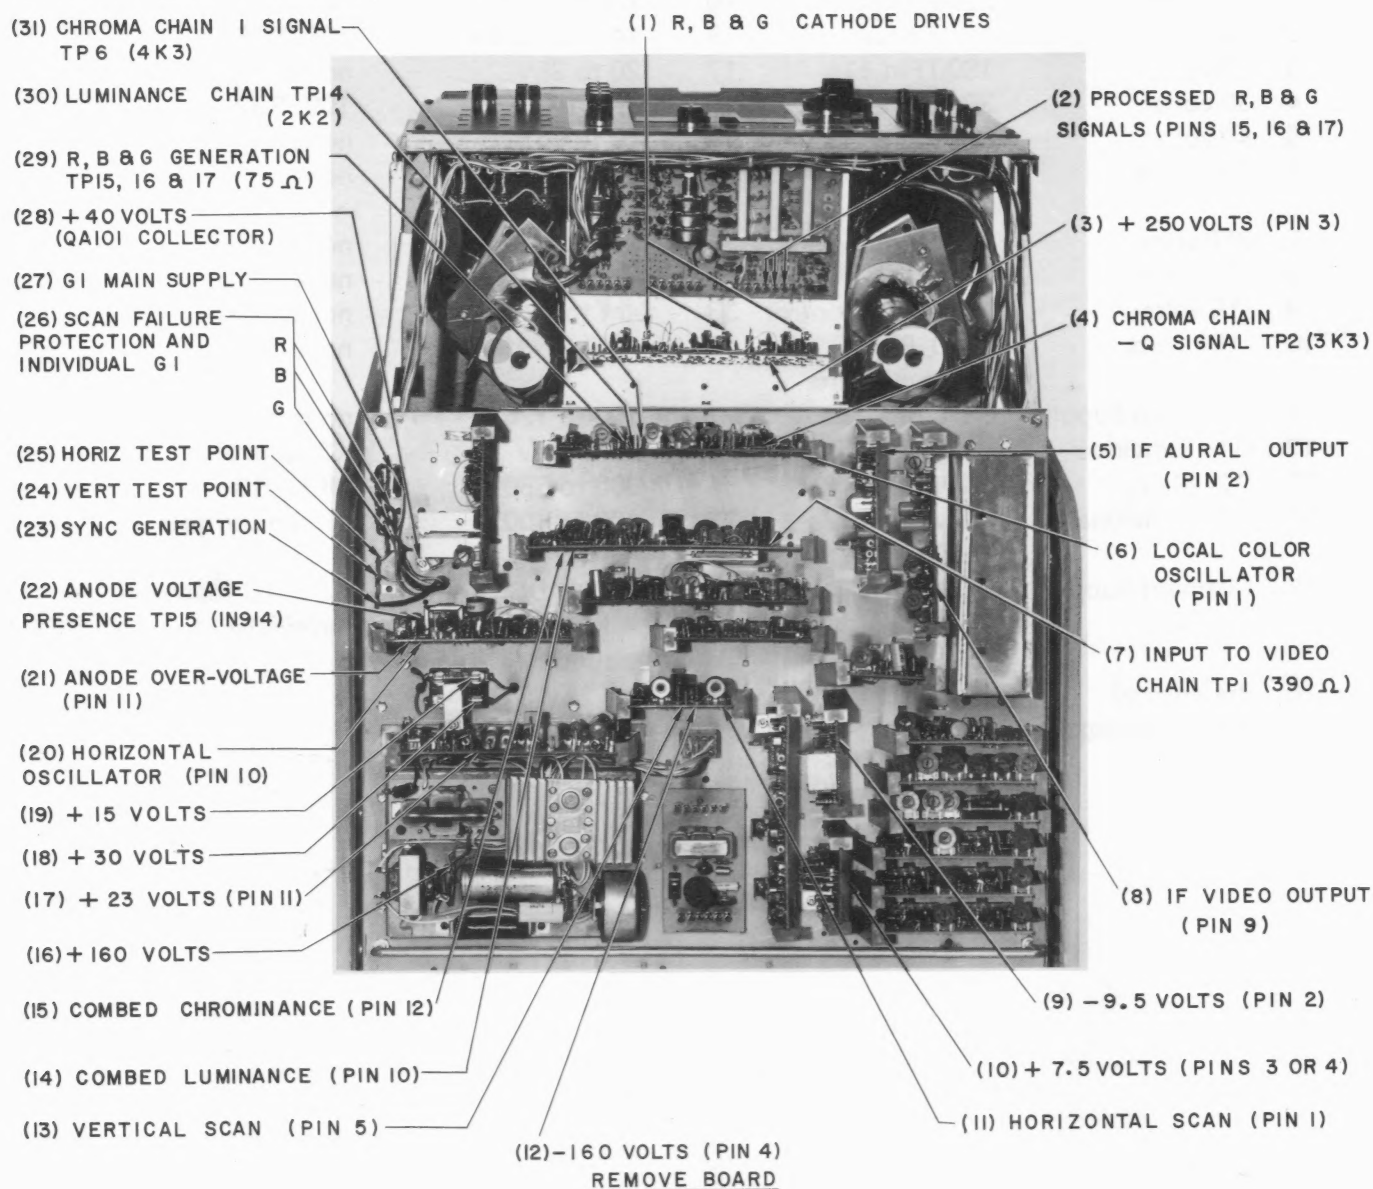 (31) CHROMA CHAIN I SIGNAL
TP 6 (4K3)
(30) LUMINANCE CHAIN TP14
(2K2)
(29) R, B & G GENERATION
TP15, 16 & 17 (75 Ω)
(28) + 40 VOLTS
(QA101 COLLECTOR)
(27) G1 MAIN SUPPLY
(26) SCAN FAILURE
PROTECTION AND
INDIVIDUAL G1
R
B
G
(25) HORIZ TEST POINT
(24) VERT TEST POINT
(23) SYNC GENERATION
(22) ANODE VOLTAGE
PRESENCE TP15 (IN914)
(21) ANODE OVER-VOLTAGE
(PIN 11)
(20) HORIZONTAL
OSCILLATOR (PIN 10)
(19) + 15 VOLTS
(18) + 30 VOLTS
(17) + 23 VOLTS (PIN 11)
(16) + 160 VOLTS
(15) COMBED CHROMINANCE (PIN 12)
(14) COMBED LUMINANCE (PIN 10)
(13) VERTICAL SCAN (PIN 5)
(12) -160 VOLTS (PIN 4)
REMOVE BOARD
(1) R, B & G CATHODE DRIVES
(2) PROCESSED R, B & G
SIGNALS (PINS 15, 16 & 17)
(3) + 250 VOLTS (PIN 3)
(4) CHROMA CHAIN
- Q SIGNAL TP2 (3K3)
(5) IF AURAL OUTPUT
(PIN 2)
(6) LOCAL COLOR
OSCILLATOR
(PIN 1)
(7) INPUT TO VIDEO
CHAIN TP1 (390 Ω)
(8) IF VIDEO OUTPUT
(PIN 9)
(9) -9.5 VOLTS (PIN 2)
(10) + 7.5 VOLTS (PINS 3 OR 4)
(11) HORIZONTAL SCAN (PIN 1)